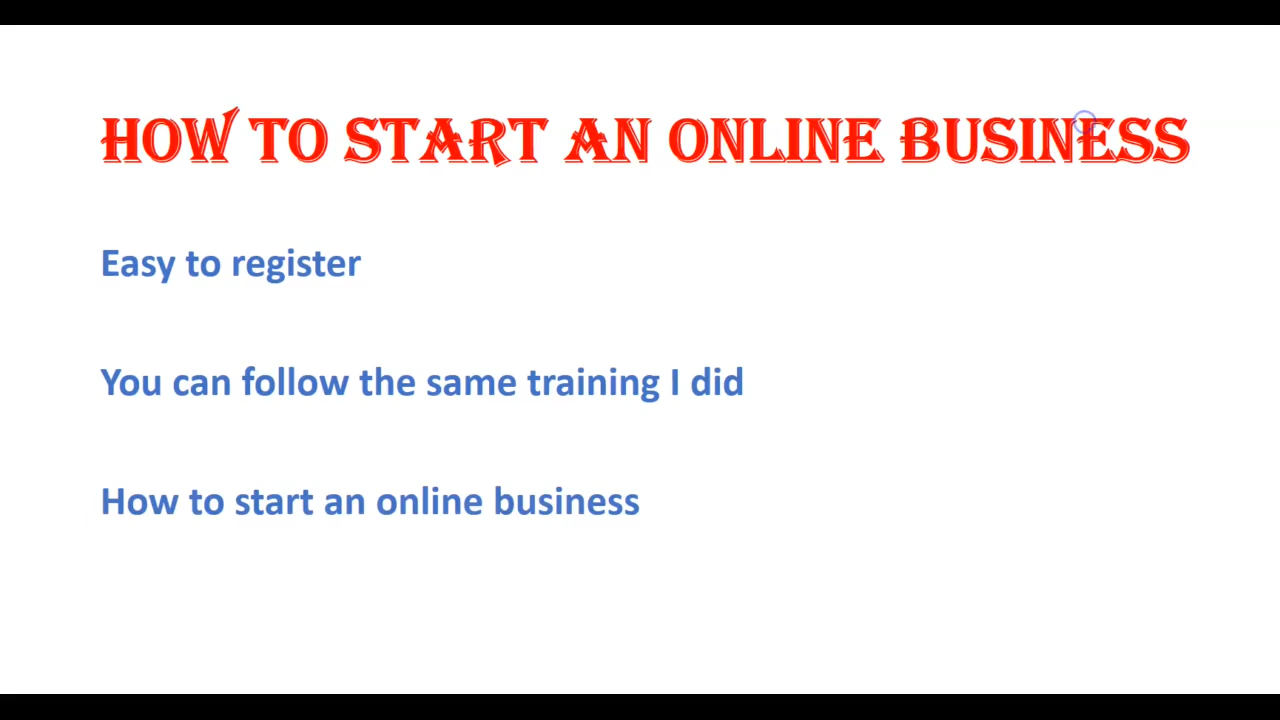 HOW TO START AN ONLINE BUSINESS
Easy to register
You can follow the same training I did
How to start an online business